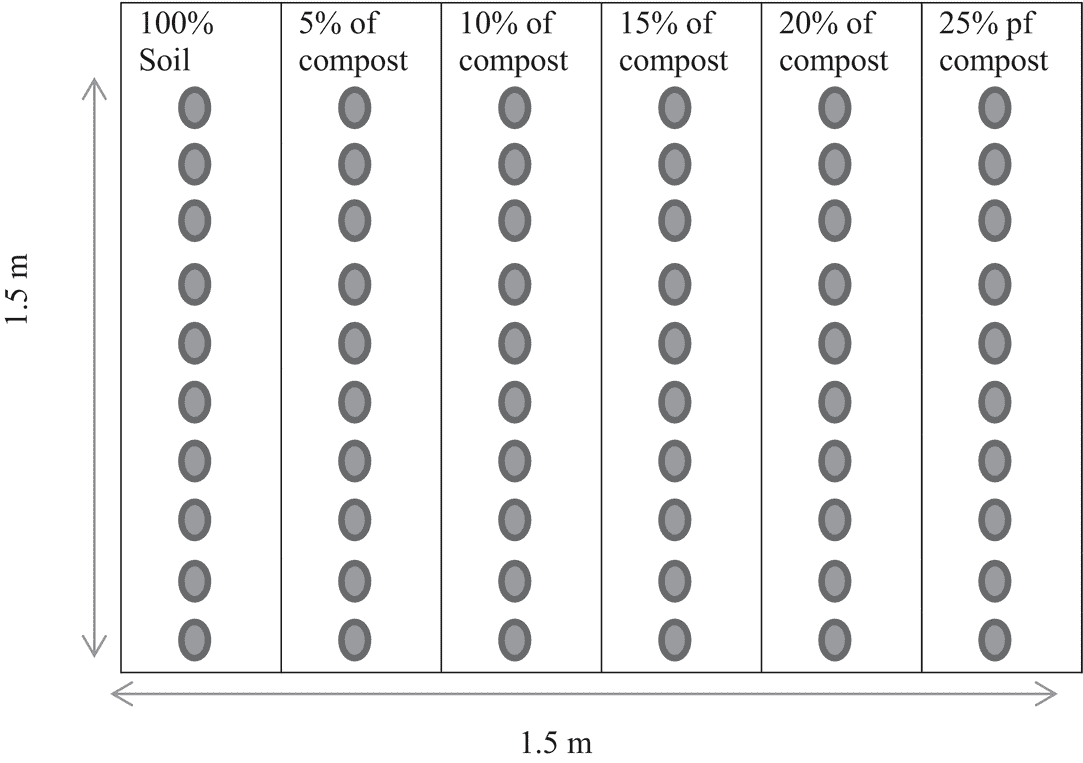 100%
Soil
5% of
compost
10% of
compost
15% of
compost
20% of
compost
25% pf
compost
1.5 m
1.5 m